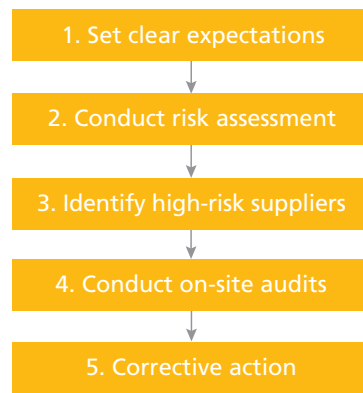 1. Set clear expectations
2. Conduct risk assessment
3. Identify high-risk suppliers
4. Conduct on-site audits
5. Corrective action